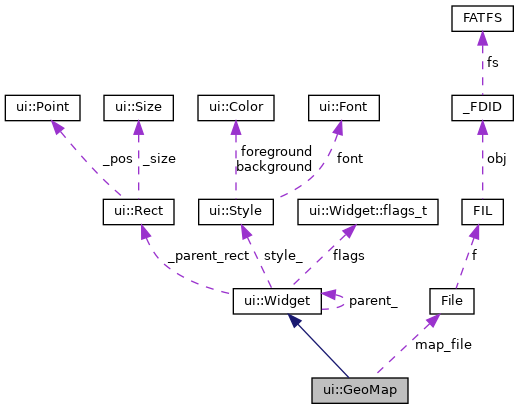 FATFS
fs
ui::Point
ui::Size
ui::Color
ui::Font
_FDID
_pos
_size
foreground
background
font
obj
ui::Rect
ui::Style
ui::Widget::flags_t
FIL
_parent_rect
style_
flags
f
ui::Widget
parent_
File
map_file
ui::GeoMap